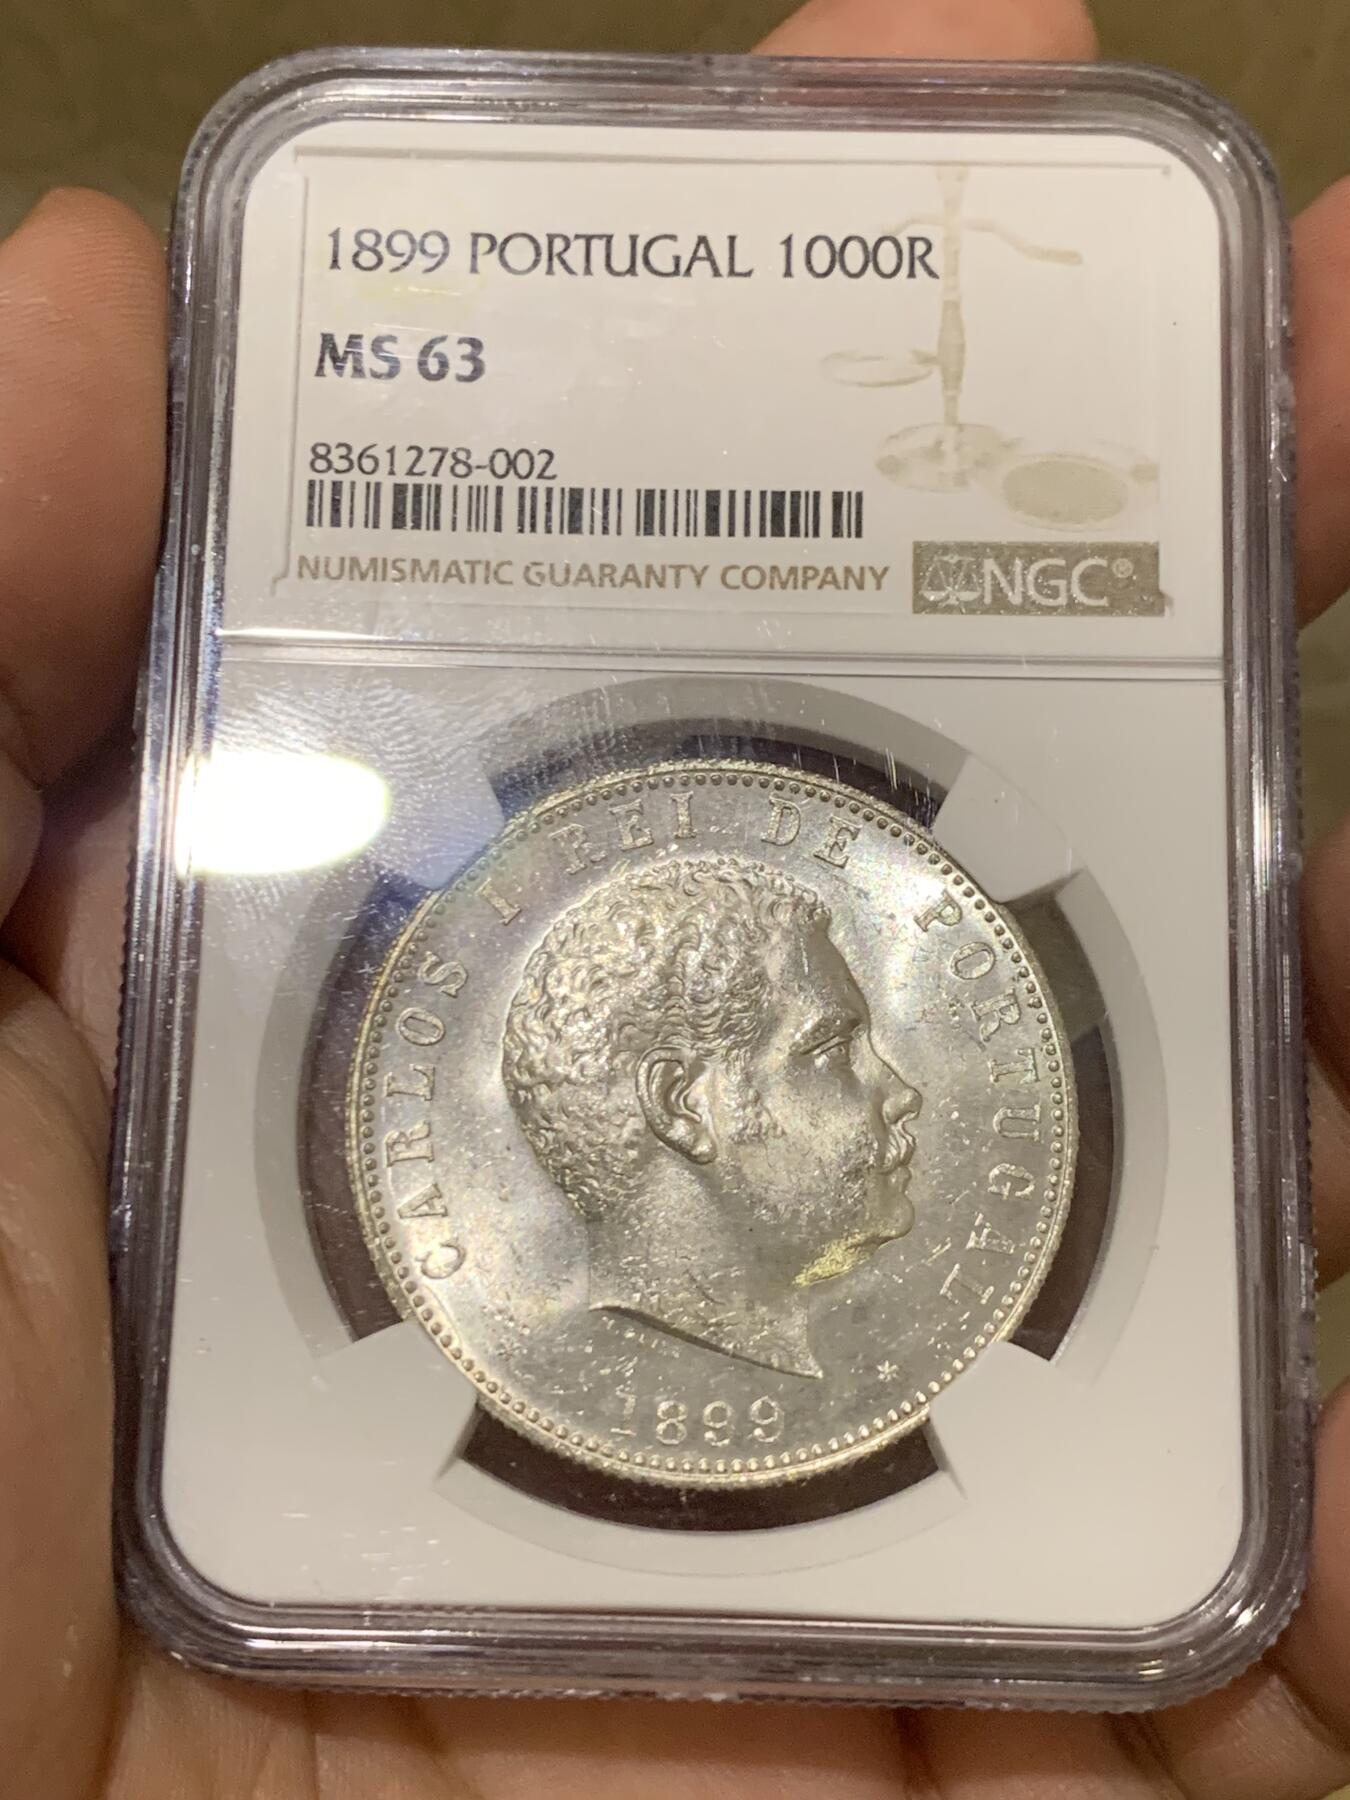 1899 PORTUGAL 1000R
MS 63
8361278-002
NUMISMATIC GUARANTY COMPANY
NGC®
CARLOS I REI DE PORTUGAL
* 1899 *